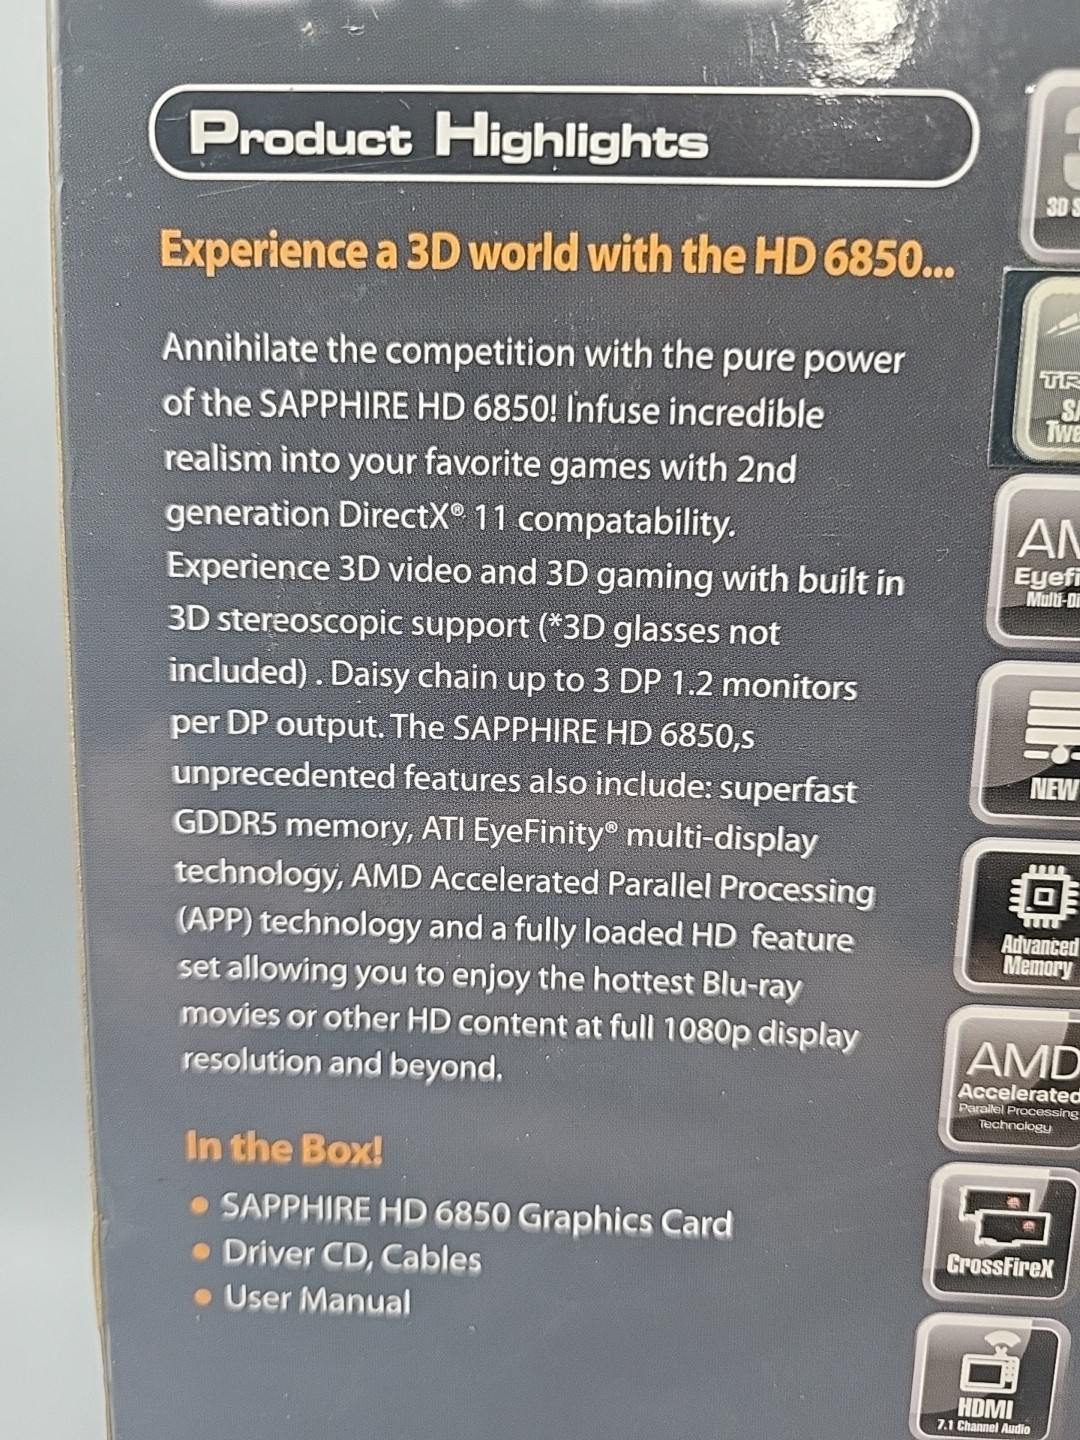 Product Highlights
Experience a 3D world with the HD 6850...
Annihilate the competition with the pure power
of the SAPPHIRE HD 6850! Infuse incredible
realism into your favorite games with 2nd
generation DirectX® 11 compatability.
Experience 3D video and 3D gaming with built in
3D stereoscopic support (*3D glasses not
included) . Daisy chain up to 3 DP 1.2 monitors
per DP output. The SAPPHIRE HD 6850,s
unprecedented features also include: superfast
GDDR5 memory, ATI EyeFinity® multi-display
technology, AMD Accelerated Parallel Processing
(APP) technology and a fully loaded HD feature
set allowing you to enjoy the hottest Blu-ray
movies or other HD content at full 1080p display
resolution and beyond.
In the Box!
• SAPPHIRE HD 6850 Graphics Card
• Driver CD, Cables
• User Manual
3D
NEW
Advanced
Memory
AMD
Accelerated
Parallel Processing
Technology
CrossFireX
HDMI
7.1 Channel Audio